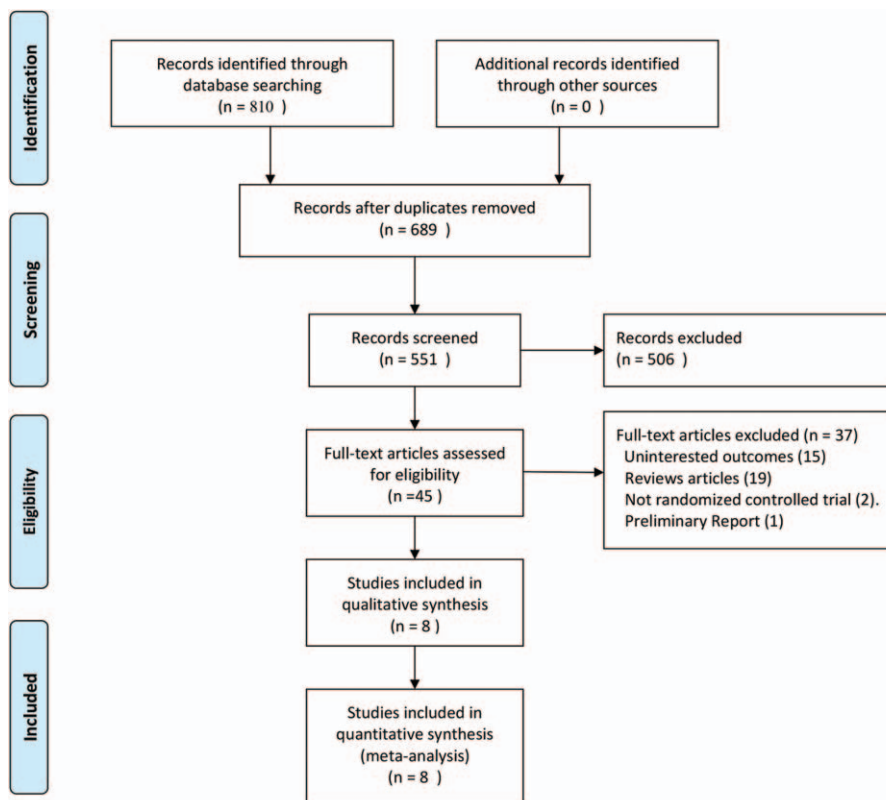 Identification
Records identified through
database searching
(n = 810 )
Additional records identified
through other sources
(n = 0 )
Records after duplicates removed
(n = 689 )
Screening
Records screened
(n = 551 )
Records excluded
(n = 506 )
Eligibility
Full-text articles assessed
for eligibility
(n =45 )
Full-text articles excluded (n = 37)
Uninterested outcomes (15)
Reviews articles (19)
Not randomized controlled trial (2).
Preliminary Report (1)
Studies included in
qualitative synthesis
(n = 8 )
Included
Studies included in
quantitative synthesis
(meta-analysis)
(n = 8 )